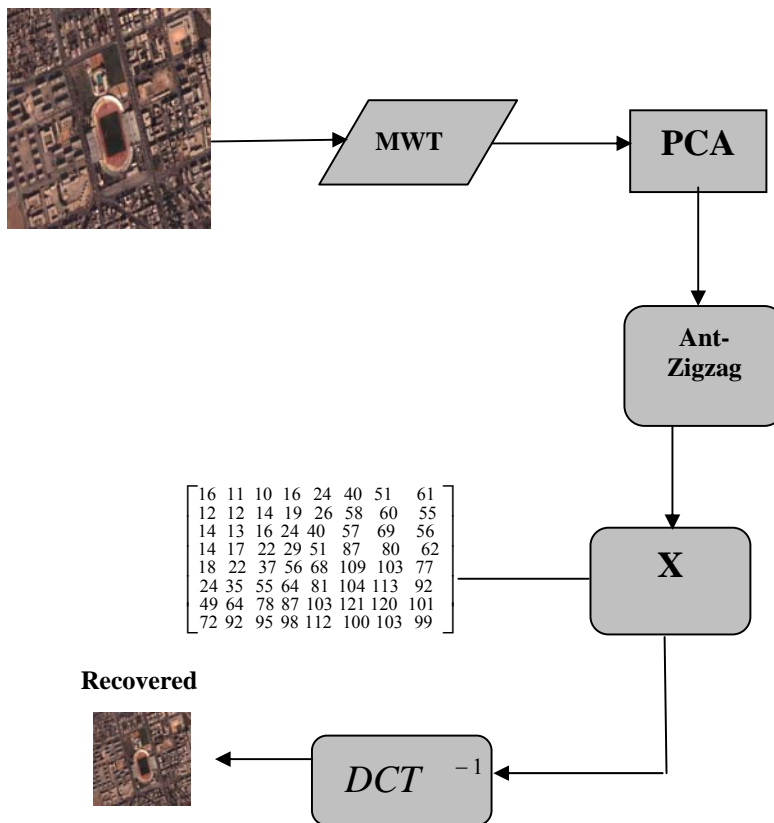 MWT
PCA
Ant-
Zigzag
16 11 10 16 24 40 51 61
12 12 14 19 26 58 60 55
14 13 16 24 40 57 69 56
14 17 22 29 51 87 80 62
18 22 37 56 68 109 103 77
24 35 55 64 81 104 113 92
49 64 78 87 103 121 120 101
72 92 95 98 112 100 103 99
X
Recovered
DCT −1